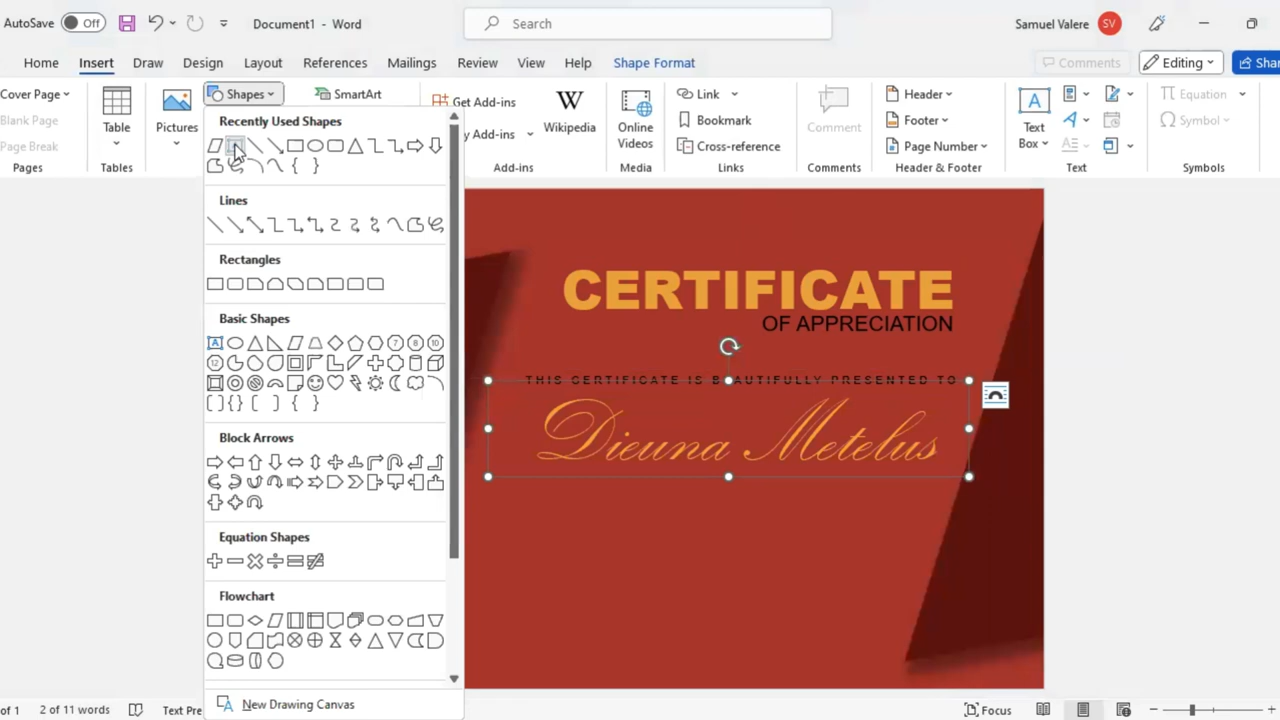 AutoSave Off Document1 - Word Search Samuel Valere SV
Home Insert Draw Design Layout References Mailings Review View Help Shape Format Comments Editing Shar
Cover Page
Blank Page
Page Break
Pages
Table
Tables
Pictures
Shapes
SmartArt
Get Add-ins
y Add-ins
Wikipedia
Add-ins
Online
Videos
Media
Link
Bookmark
Cross-reference
Links
Comment
Comments
Header
Footer
Page Number
Header & Footer
Text
Box
Text
Equation
Symbol
Symbols
Recently Used Shapes
Lines
Rectangles
Basic Shapes
Block Arrows
Equation Shapes
Flowchart
New Drawing Canvas
CERTIFICATE
OF APPRECIATION
THIS CERTIFICATE IS BEAUTIFULLY PRESENTED TO
Dieuna Metelus
of 1 2 of 11 words Text Pre Focus